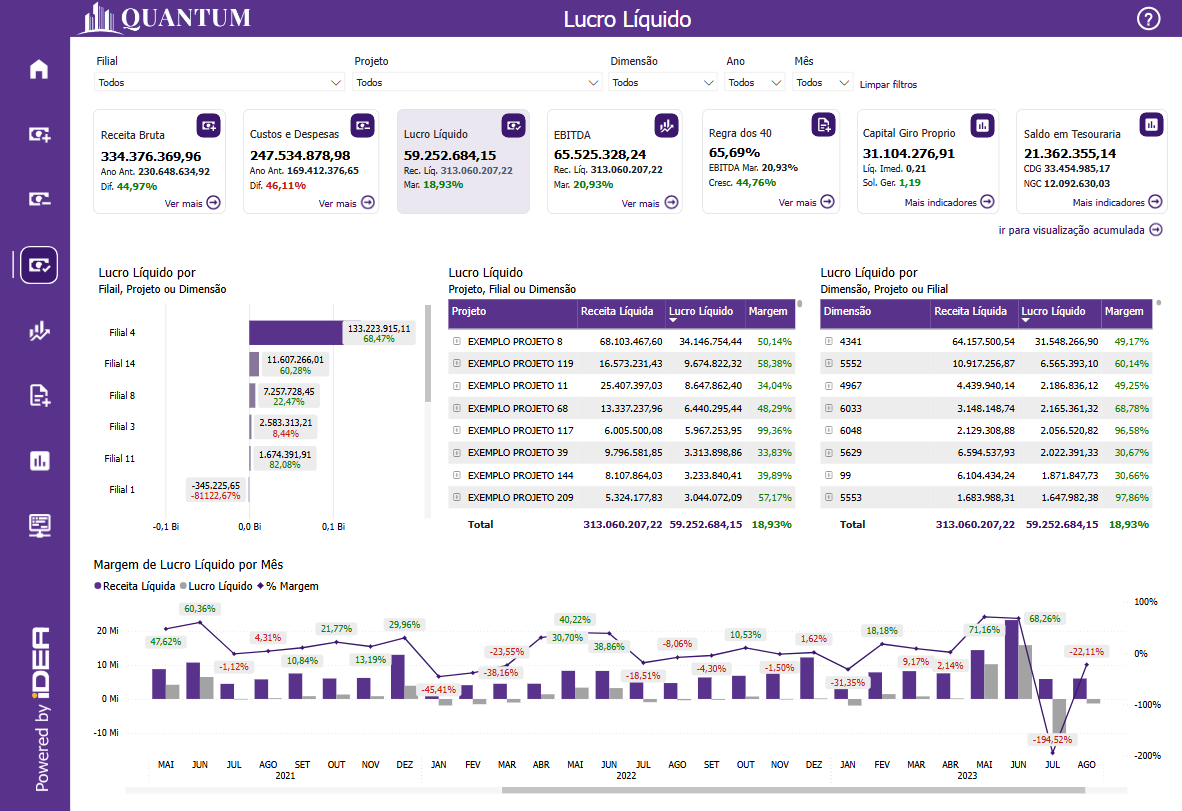 QUANTUM
Lucro Líquido
?
Filial
Projeto
Dimensão
Ano
Mês
Todos
Todos
Todos
Todos
Todos
Limpar filtros
Receita Bruta
334.376.369,96
Ano Ant. 230.648.634,92
Dif. 44,97%
Ver mais
Custos e Despesas
247.534.878,98
Ano Ant. 169.412.376,65
Dif. 46,11%
Ver mais
Lucro Líquido
59.252.684,15
Rec. Líq. 313.060.207,22
Mar. 18,93%
EBITDA
65.525.328,24
Rec. Líq. 313.060.207,22
Mar. 20,93%
Ver mais
Regra dos 40
65,69%
EBITDA Mar. 20,93%
Cresc. 44,76%
Ver mais
Capital Giro Proprio
31.104.276,91
Líq. Imed. 0,21
Sol. Ger. 1,19
Mais indicadores
Saldo em Tesouraria
21.362.355,14
CDG 33.454.985,17
NGC 12.092.630,03
Mais indicadores
ir para visualização acumulada
Lucro Líquido por
Filail, Projeto ou Dimensão
Filial 4 133.223.915,11
68,47%
Filial 14 11.607.266,01
60,28%
Filial 8 7.257.728,45
22,47%
Filial 3 2.583.313,21
8,44%
Filial 11 1.674.391,91
82,08%
Filial 1 -345.225,65
-81122,67%
-0,1 Bi 0,0 Bi 0,1 Bi
Lucro Líquido
Projeto, Filial ou Dimensão
Projeto Receita Líquida Lucro Líquido Margem
EXEMPLO PROJETO 8 68.103.467,60 34.146.754,44 50,14%
EXEMPLO PROJETO 119 16.573.231,43 9.674.822,32 58,38%
EXEMPLO PROJETO 11 25.407.397,03 8.647.862,40 34,04%
EXEMPLO PROJETO 68 13.337.237,96 6.440.295,44 48,29%
EXEMPLO PROJETO 117 6.005.500,08 5.967.253,95 99,36%
EXEMPLO PROJETO 39 9.796.581,85 3.313.898,86 33,83%
EXEMPLO PROJETO 144 8.107.864,03 3.233.840,41 39,89%
EXEMPLO PROJETO 209 5.324.177,83 3.044.072,09 57,17%
Total 313.060.207,22 59.252.684,15 18,93%
Lucro Líquido por
Dimensão, Projeto ou Filial
Dimensão Receita Líquida Lucro Líquido Margem
4341 64.157.500,54 31.548.266,90 49,17%
5552 10.917.256,87 6.565.393,10 60,14%
4967 4.439.940,14 2.186.836,12 49,25%
6033 3.148.148,74 2.165.361,32 68,78%
6048 2.129.308,88 2.056.520,82 96,58%
5629 6.594.537,93 2.022.391,33 30,67%
99 6.104.434,24 1.871.847,73 30,66%
5553 1.683.988,31 1.647.982,38 97,86%
Total 313.060.207,22 59.252.684,15 18,93%
Margem de Lucro Líquido por Mês
Receita Líquida Lucro Líquido % Margem
20 Mi
10 Mi
0 Mi
-10 Mi
100%
0%
-100%
-200%
47,62%
60,36%
-1,12%
4,31%
10,84%
21,77%
13,19%
29,96%
-45,41%
-38,16%
-23,55%
30,70%
40,22%
38,86%
-18,51%
-8,06%
-4,30%
10,53%
-1,50%
1,62%
-31,35%
18,18%
9,17%
2,14%
71,16%
68,26%
-194,52%
-22,11%
MAI JUN JUL AGO SET OUT NOV DEZ JAN FEV MAR ABR MAI JUN JUL AGO SET OUT NOV DEZ JAN FEV MAR ABR MAI JUN JUL AGO
2021 2022 2023
Powered by iDEA